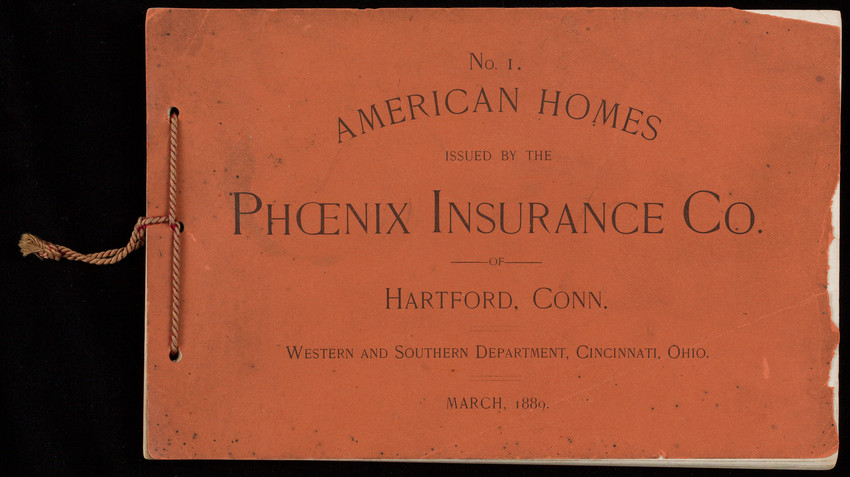 No. 1.
AMERICAN HOMES
ISSUED BY THE
PHŒNIX INSURANCE CO.
OF
HARTFORD, CONN.
WESTERN AND SOUTHERN DEPARTMENT, CINCINNATI, OHIO.
MARCH, 1889.